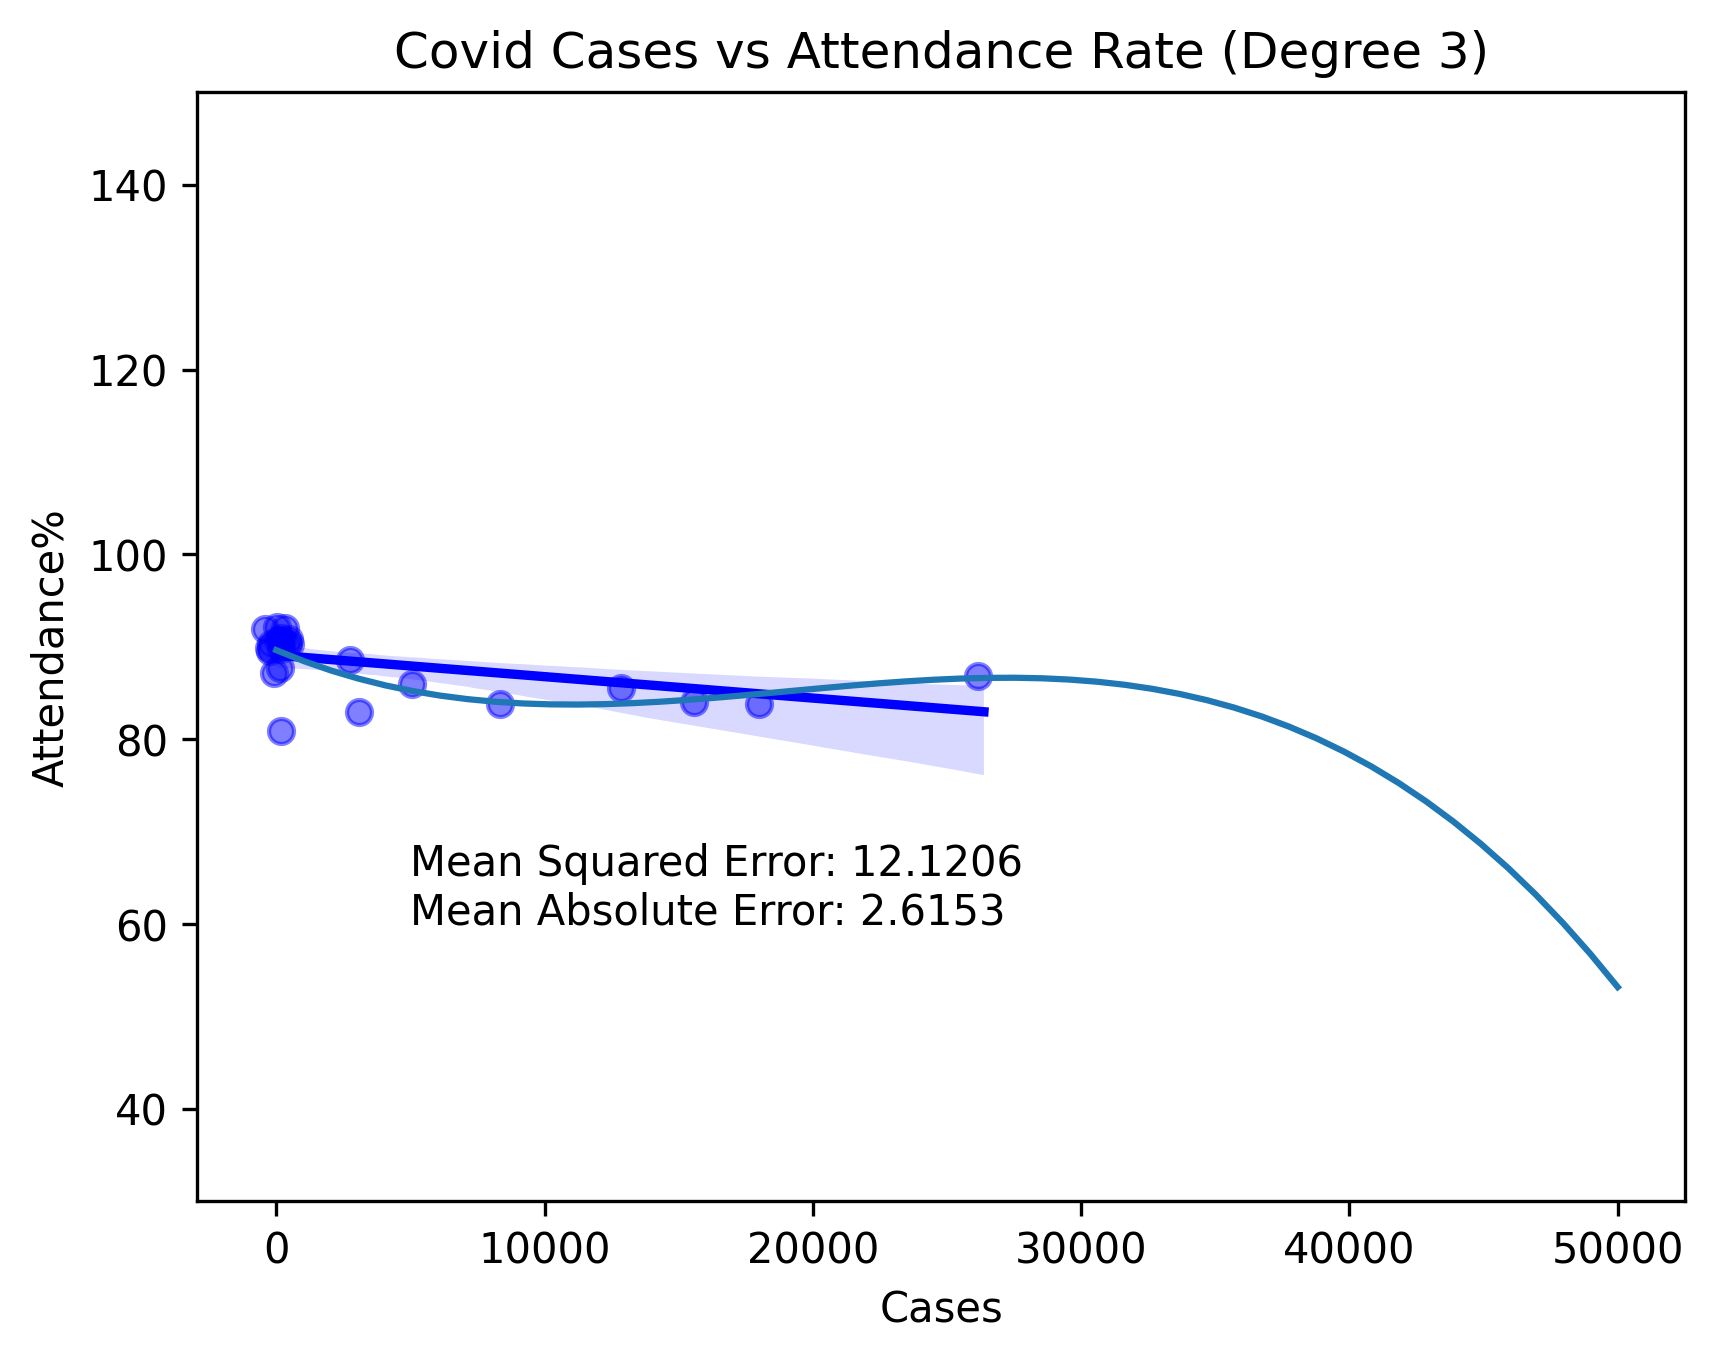 Covid Cases vs Attendance Rate (Degree 3)
140
120
100
80
60
40
Attendance%
Mean Squared Error: 12.1206
Mean Absolute Error: 2.6153
0 10000 20000 30000 40000 50000
Cases